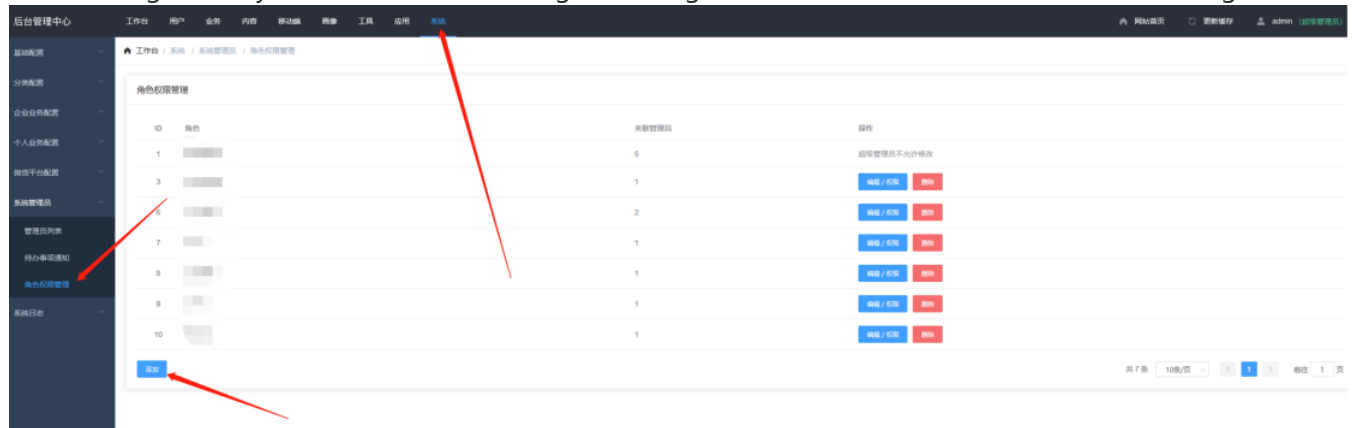 后台管理中心 工作台 用户 业务 内容 移动端 画像 工具 应用 系统 网站首页 更新缓存 admin (超级管理员)
基础配置
工作台 / 系统 / 系统管理员 / 角色权限管理
分类配置
角色权限管理
企业业务配置
ID 角色 关联管理员 操作
个人业务配置
1 5 超级管理员不允许修改
微信平台配置
3 1 编辑 / 权限 删除
系统管理员
6 2 编辑 / 权限 删除
管理员列表
7 1 编辑 / 权限 删除
待办事项通知
8 1 编辑 / 权限 删除
角色权限管理
9 1 编辑 / 权限 删除
系统日志
10 1 编辑 / 权限 删除
添加 共 7 条 10条/页 1 前往 1 页